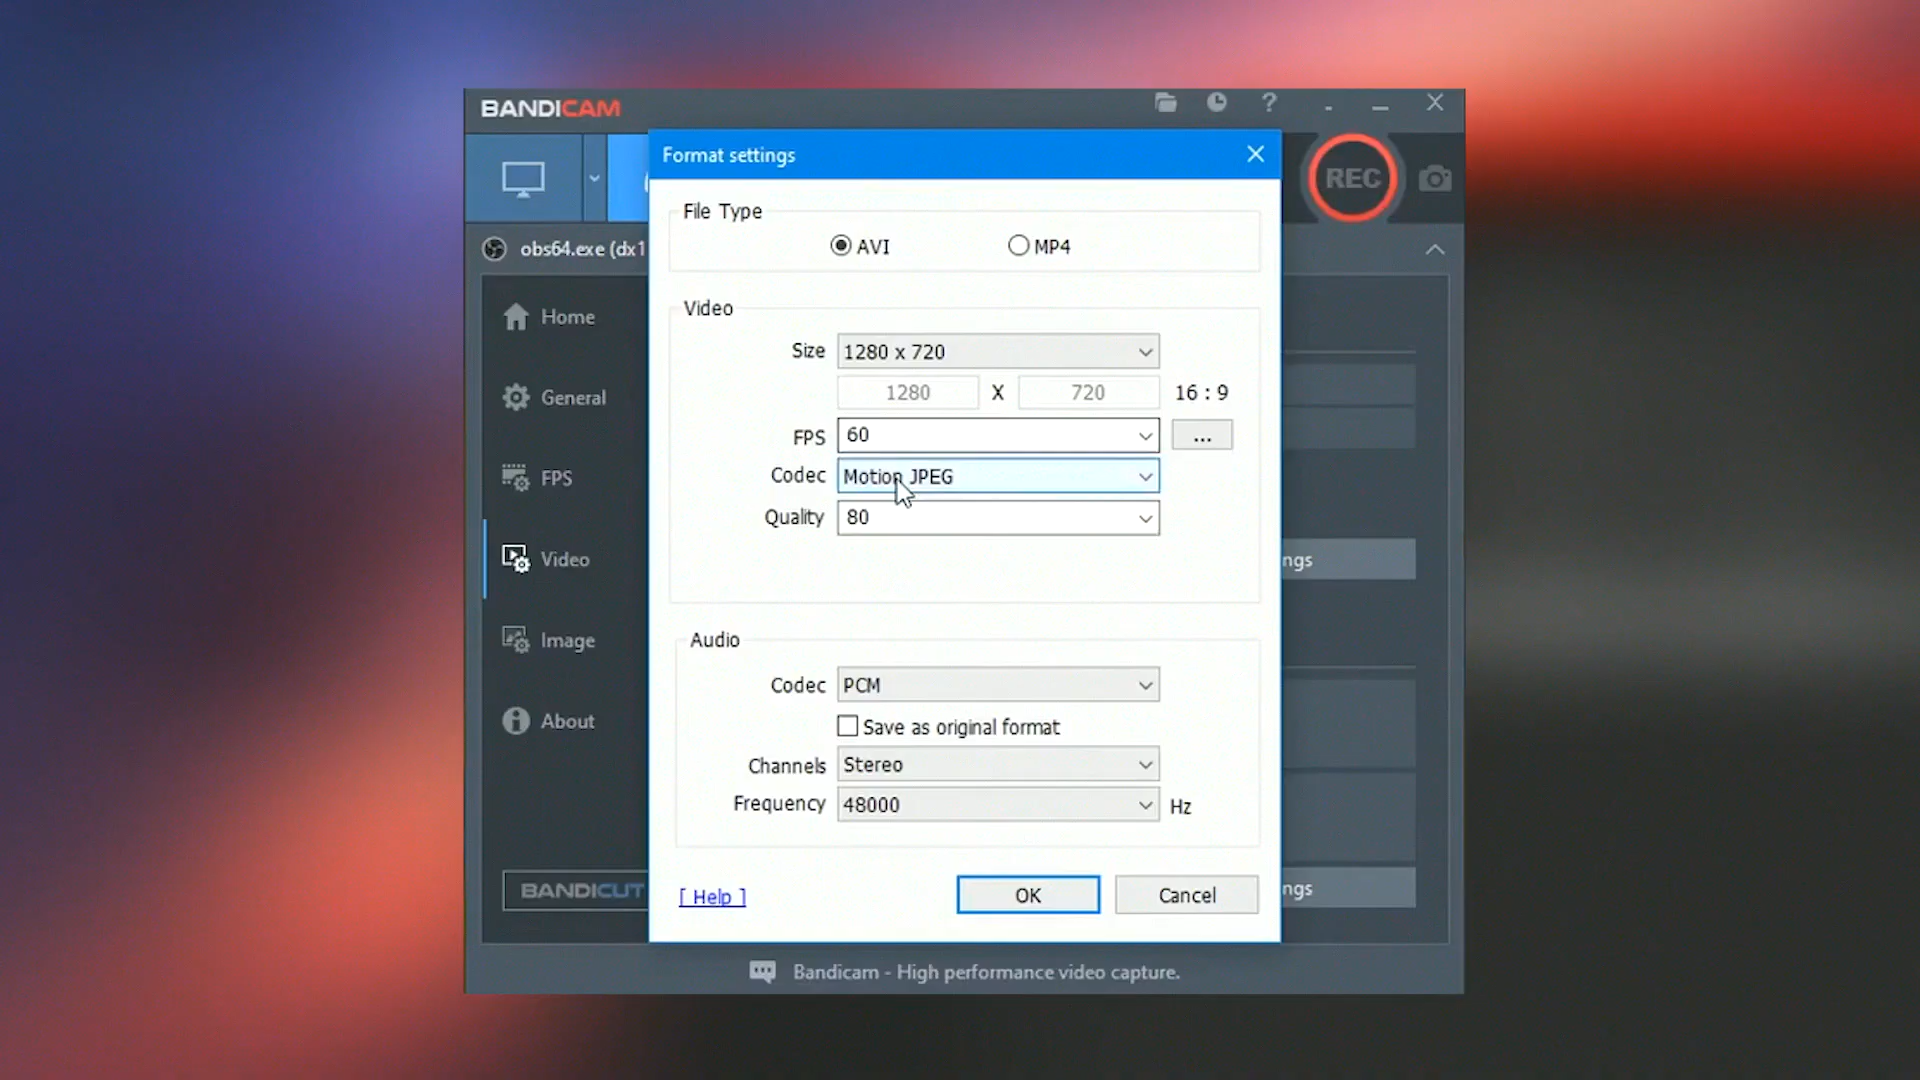 BANDICAM
Format settings
REC
obs64.exe (dx1
File Type
AVI
MP4
Home
Video
Size 1280 x 720
1280 X 720 16 : 9
General
FPS 60 ...
Codec Motion JPEG
FPS
Quality 80
Video
ngs
Audio
Image
Codec PCM
About
Save as original format
Channels Stereo
Frequency 48000 Hz
BANDICUT
[ Help ]
OK
Cancel
ngs
Bandicam - High performance video capture.